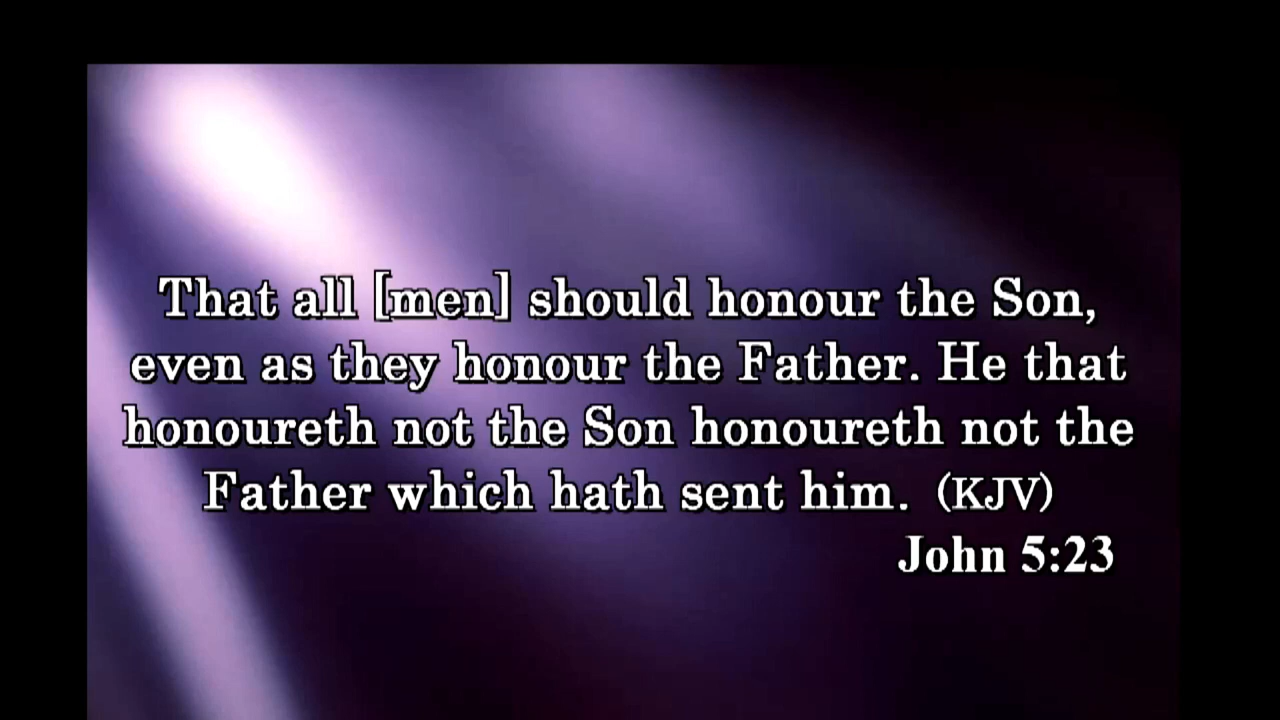 That all [men] should honour the Son,
even as they honour the Father. He that
honoureth not the Son honoureth not the
Father which hath sent him. (KJV)
John 5:23